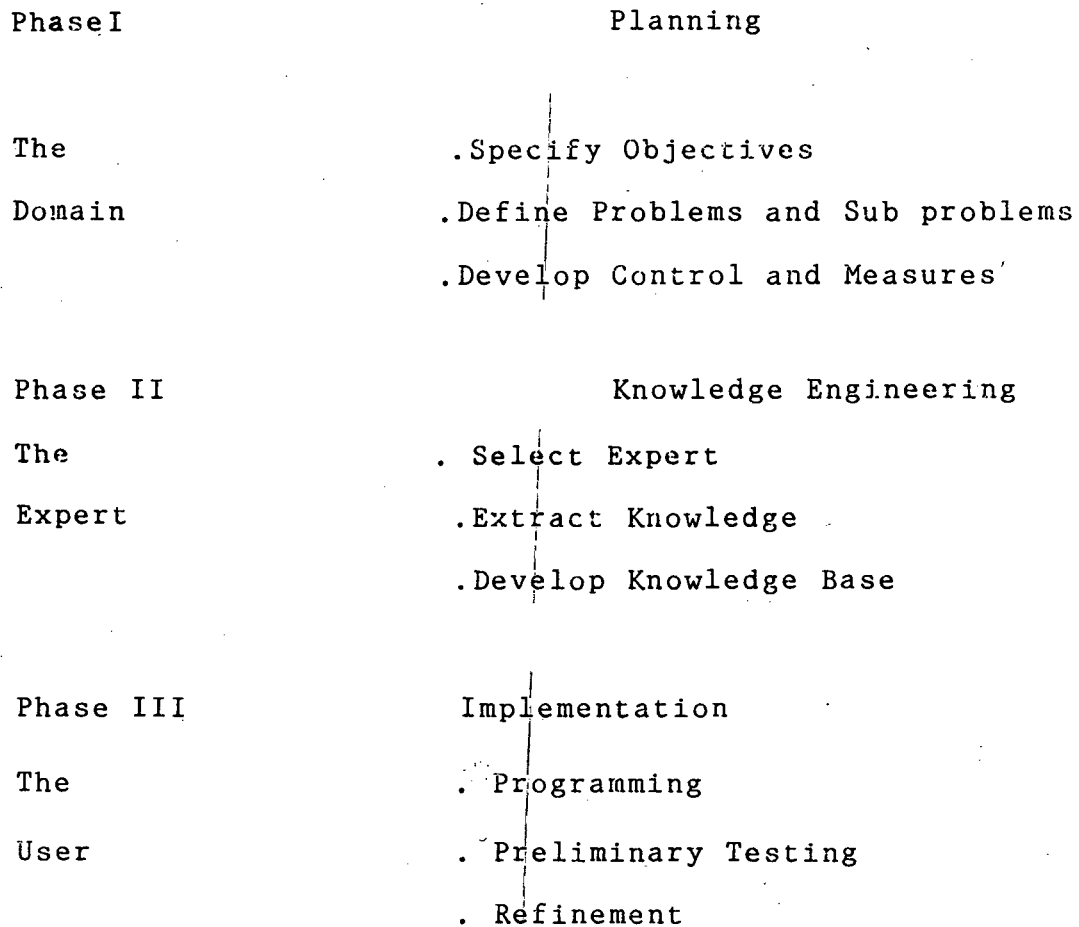 Phase I Planning
The .Specify Objectives
Domain .Define Problems and Sub problems
.Develop Control and Measures
Phase II Knowledge Engineering
The . Select Expert
Expert .Extract Knowledge
.Develop Knowledge Base
Phase III Implementation
The . Programming
User . Preliminary Testing
. Refinement